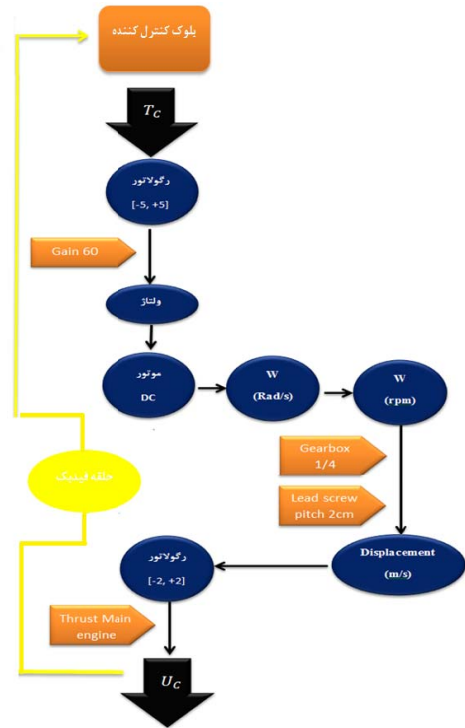 بلوک کنترل کننده
T_C
رگولاتور
[-5, +5]
Gain 60
ولتاژ
موتور
DC
W
(Rad/s)
W
(rpm)
Gearbox
1/4
Lead screw
pitch 2cm
حلقه فیدبک
Displacement
(m/s)
رگولاتور
[-2, +2]
Thrust Main
engine
U_C